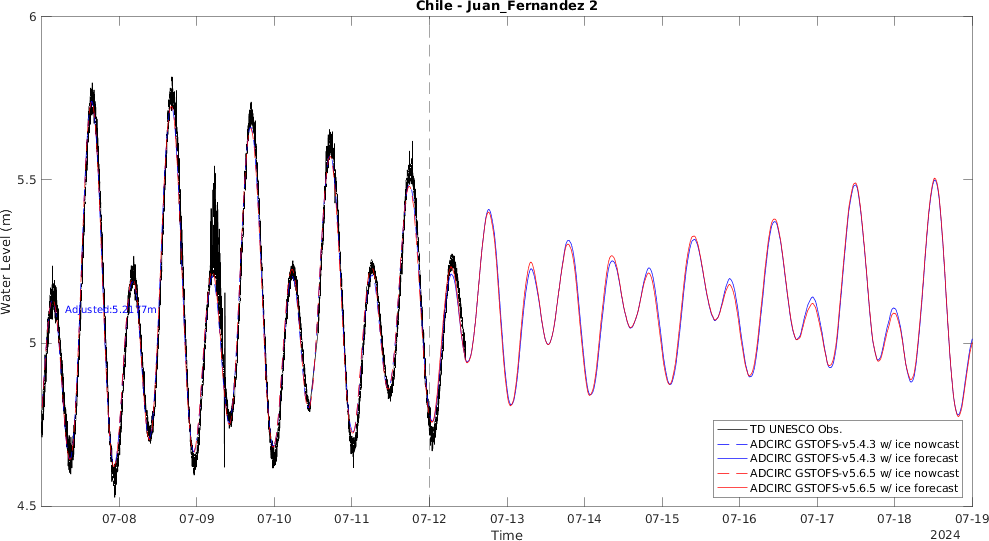 Chile - Juan_Fernandez 2
6
5.5
5
4.5
Water Level (m)
Adjusted:5.2177m
TD UNESCO Obs.
ADCIRC GSTOFS-v5.4.3 w/ ice nowcast
ADCIRC GSTOFS-v5.4.3 w/ ice forecast
ADCIRC GSTOFS-v5.6.5 w/ ice nowcast
ADCIRC GSTOFS-v5.6.5 w/ ice forecast
07-08 07-09 07-10 07-11 07-12 07-13 07-14 07-15 07-16 07-17 07-18 07-19
Time
2024